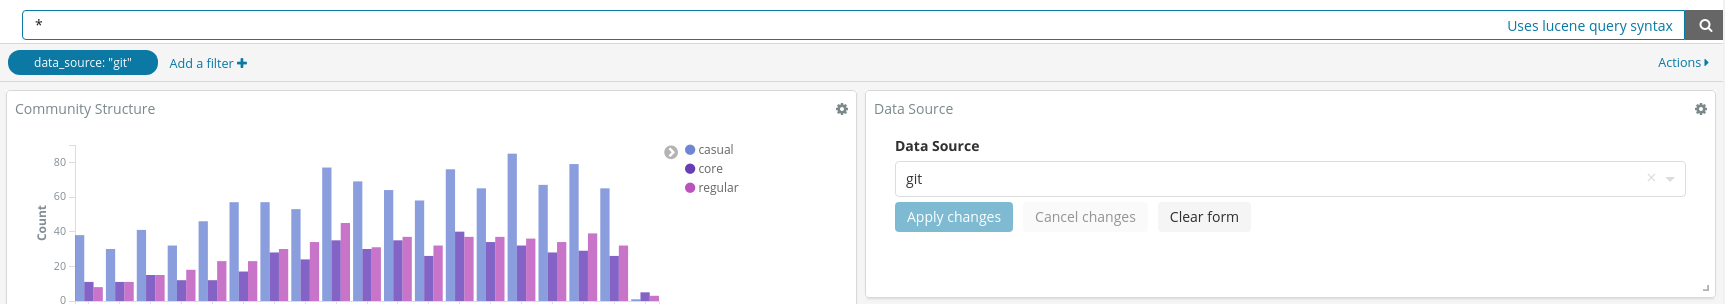 *
Uses lucene query syntax
data_source: "git"
Add a filter
Actions
Community Structure
80
60
40
20
0
Count
casual
core
regular
Data Source
Data Source
git
×
Apply changes
Cancel changes
Clear form